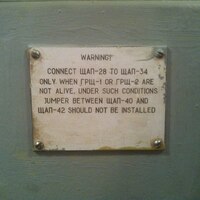 WARNING!
CONNECT ЩАП-28 TO ЩАП-34
ONLY WHEN ГРЩ-1 OR ГРЩ-2 ARE
NOT ALIVE. UNDER SUCH CONDITIONS
JUMPER BETWEEN ЩАП-40 AND
ЩАП-42 SHOULD NOT BE INSTALLED